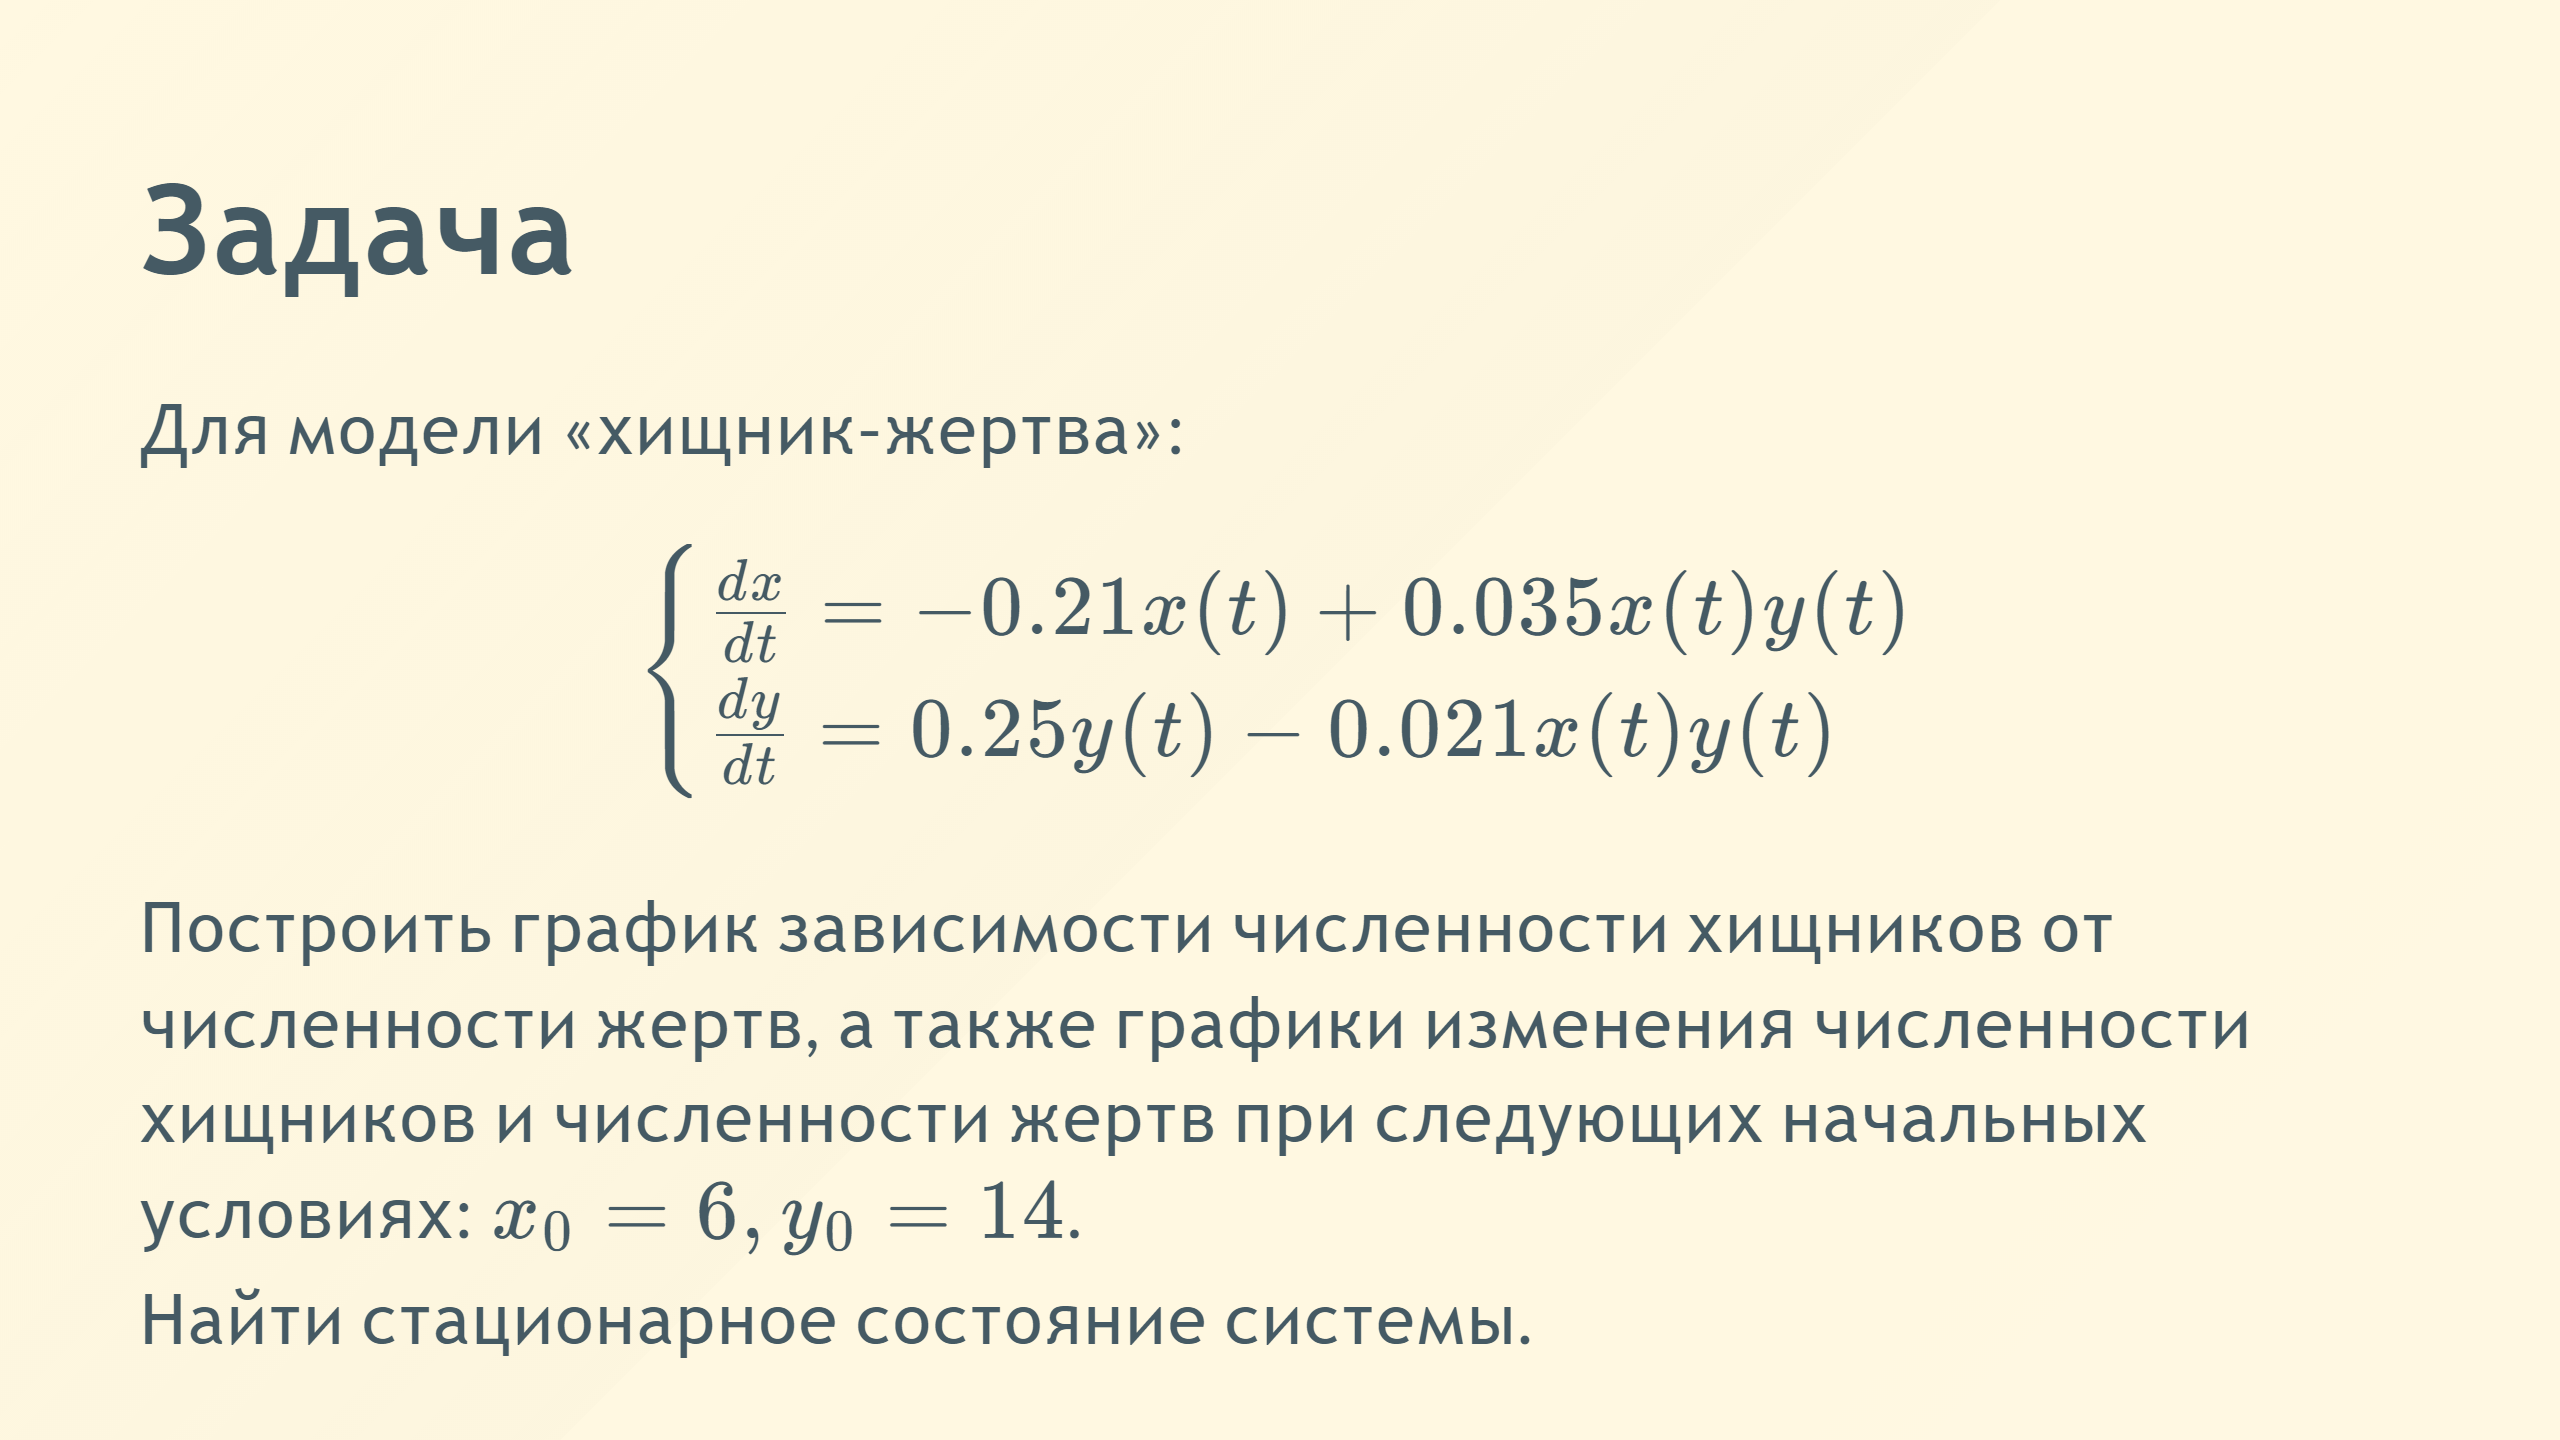 Задача
Для модели «хищник-жертва»:
dx/dt = −0.21x(t) + 0.035x(t)y(t)
dy/dt = 0.25y(t) − 0.021x(t)y(t)
Построить график зависимости численности хищников от
численности жертв, а также графики изменения численности
хищников и численности жертв при следующих начальных
условиях: x₀ = 6, y₀ = 14.
Найти стационарное состояние системы.